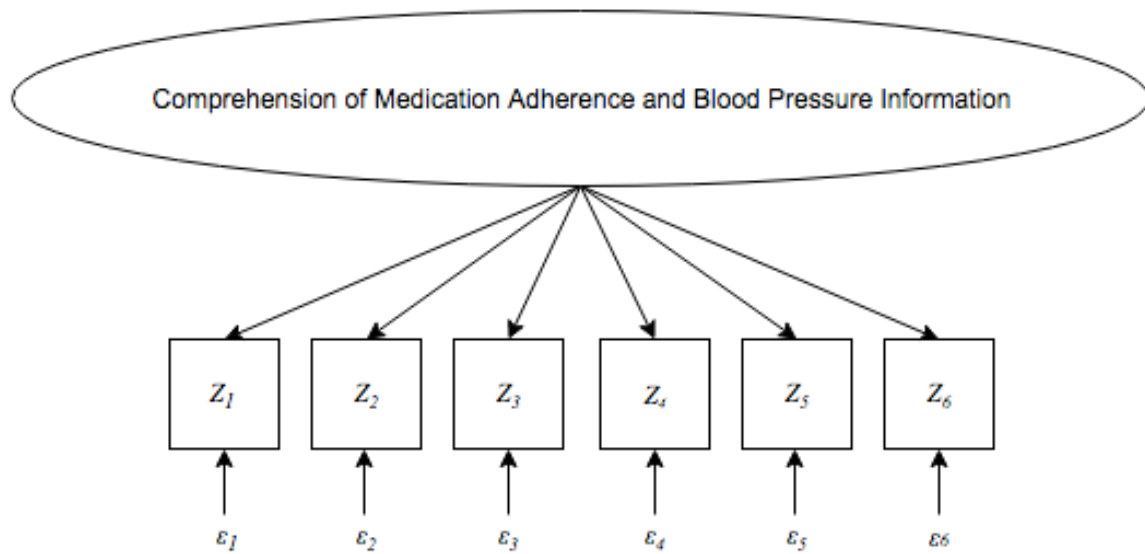 Comprehension of Medication Adherence and Blood Pressure Information
Z1 Z2 Z3 Z4 Z5 Z6
ε1 ε2 ε3 ε4 ε5 ε6